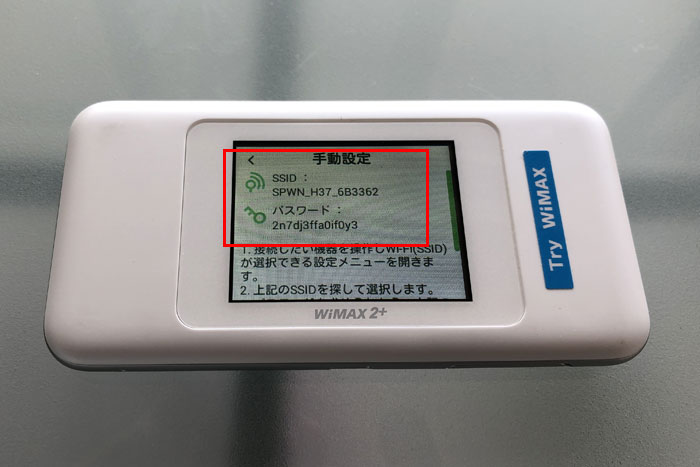 手動設定
SSID :
SPWN_H37_6B3362
パスワード :
2n7dj3ffa0if0y3
1. 接続したい機器を操作しWi-Fi(SSID)
が選択できる設定メニューを開きま
す。
2. 上記のSSIDを探して選択します。
WiMAX 2+
Try WiMAX